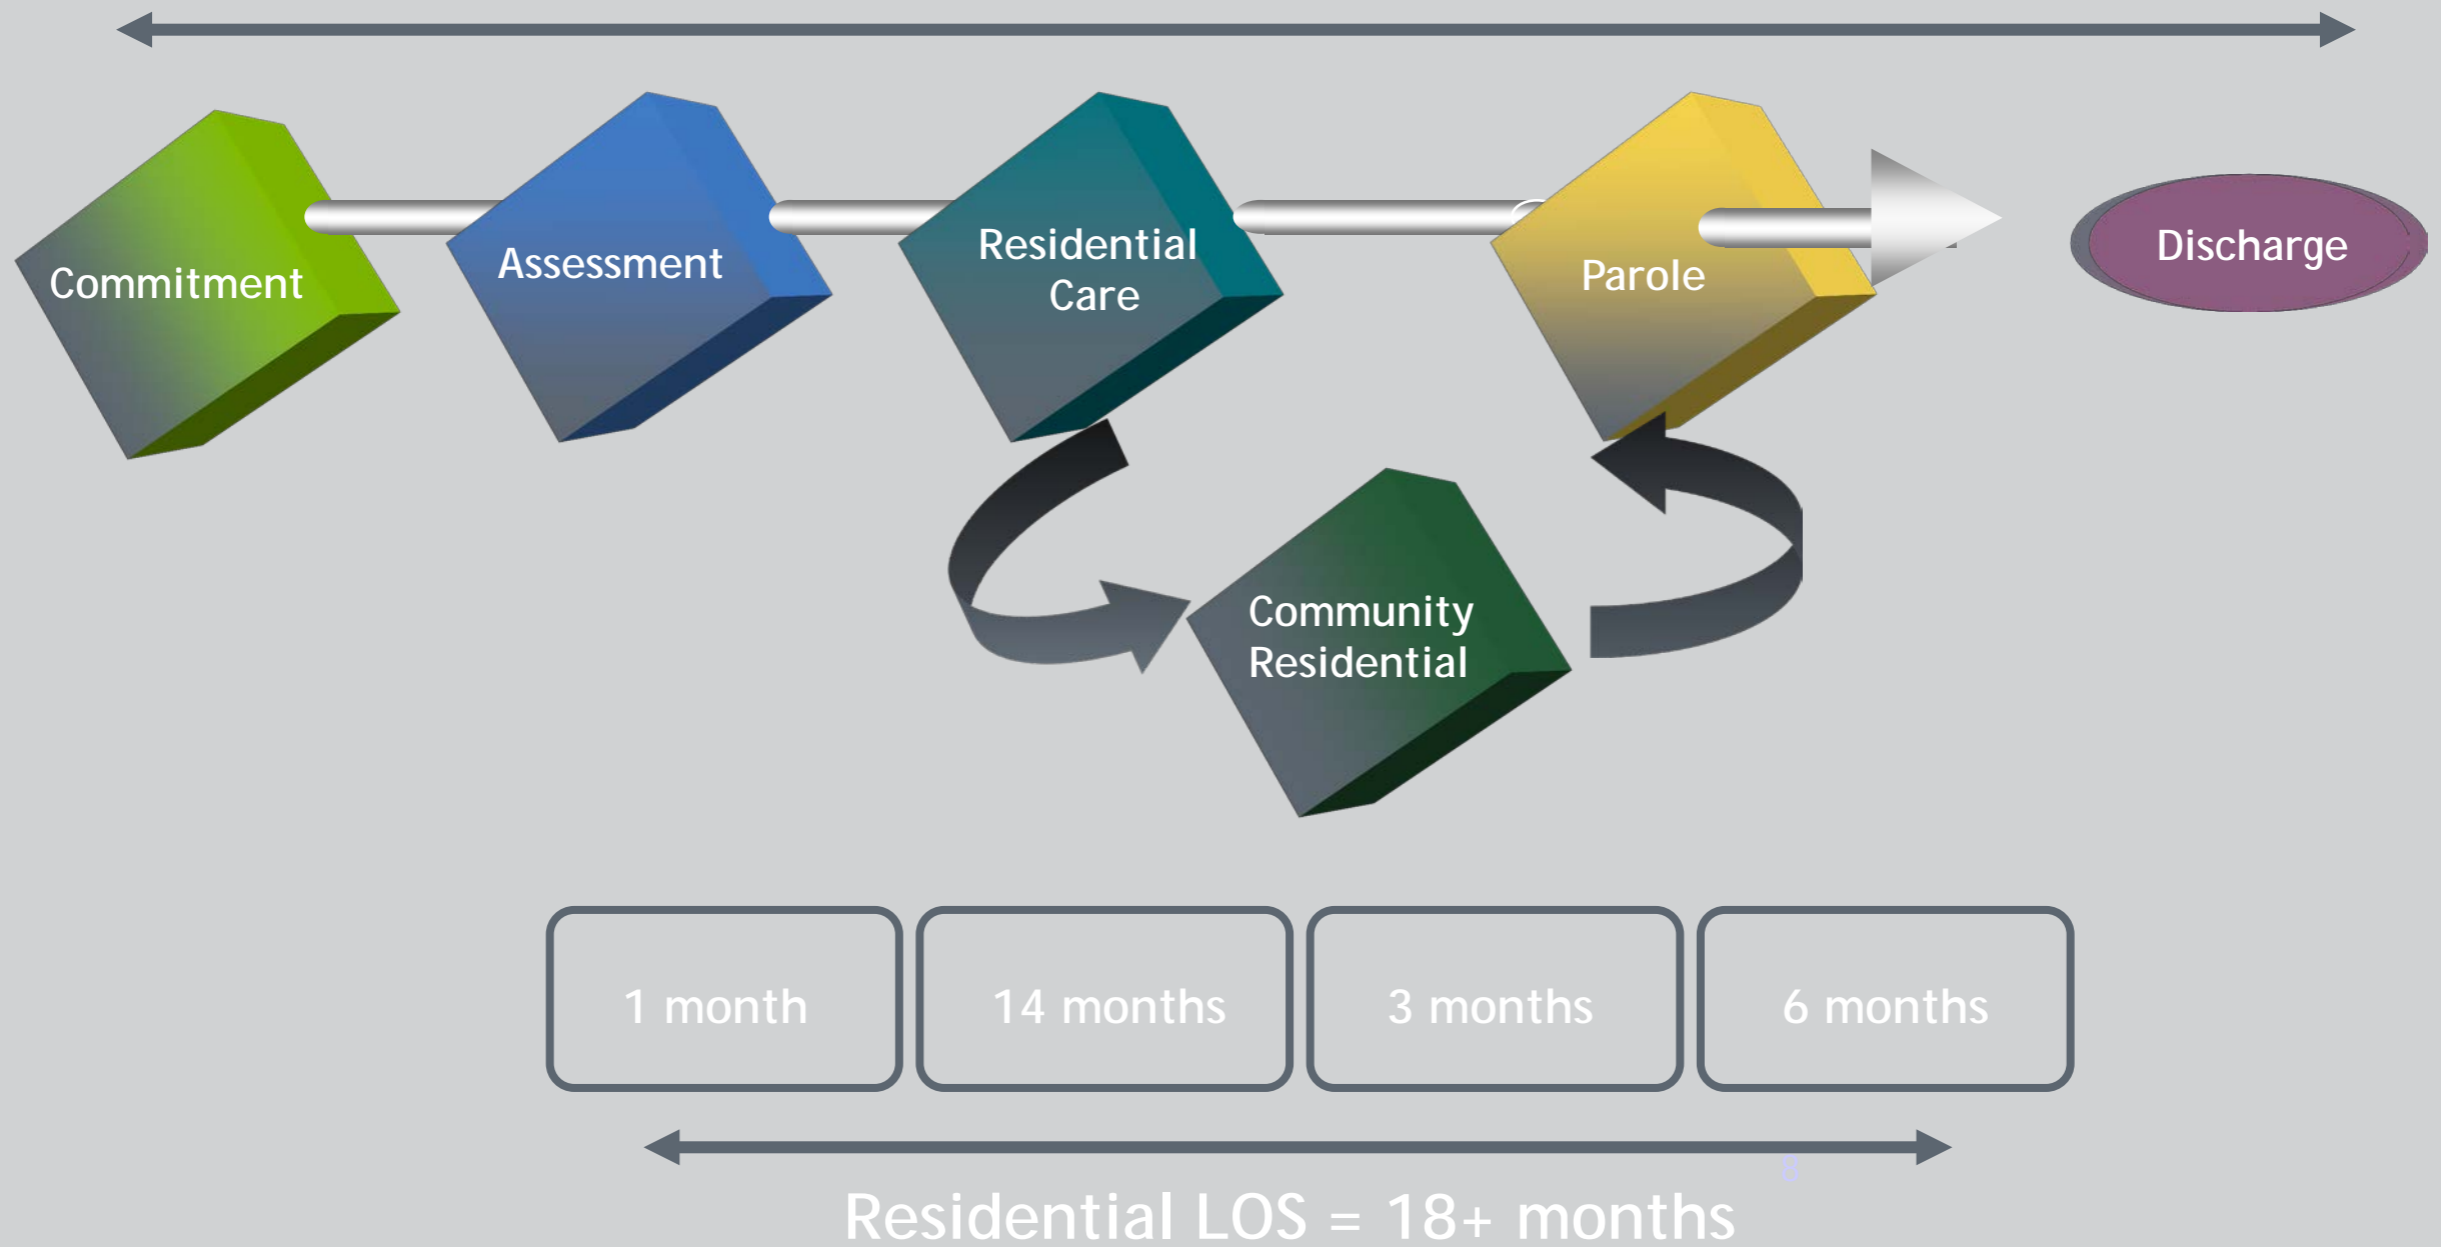 Commitment
Assessment
Residential
Care
Parole
Discharge
Community
Residential
1 month
14 months
3 months
6 months
8
Residential LOS = 18+ months